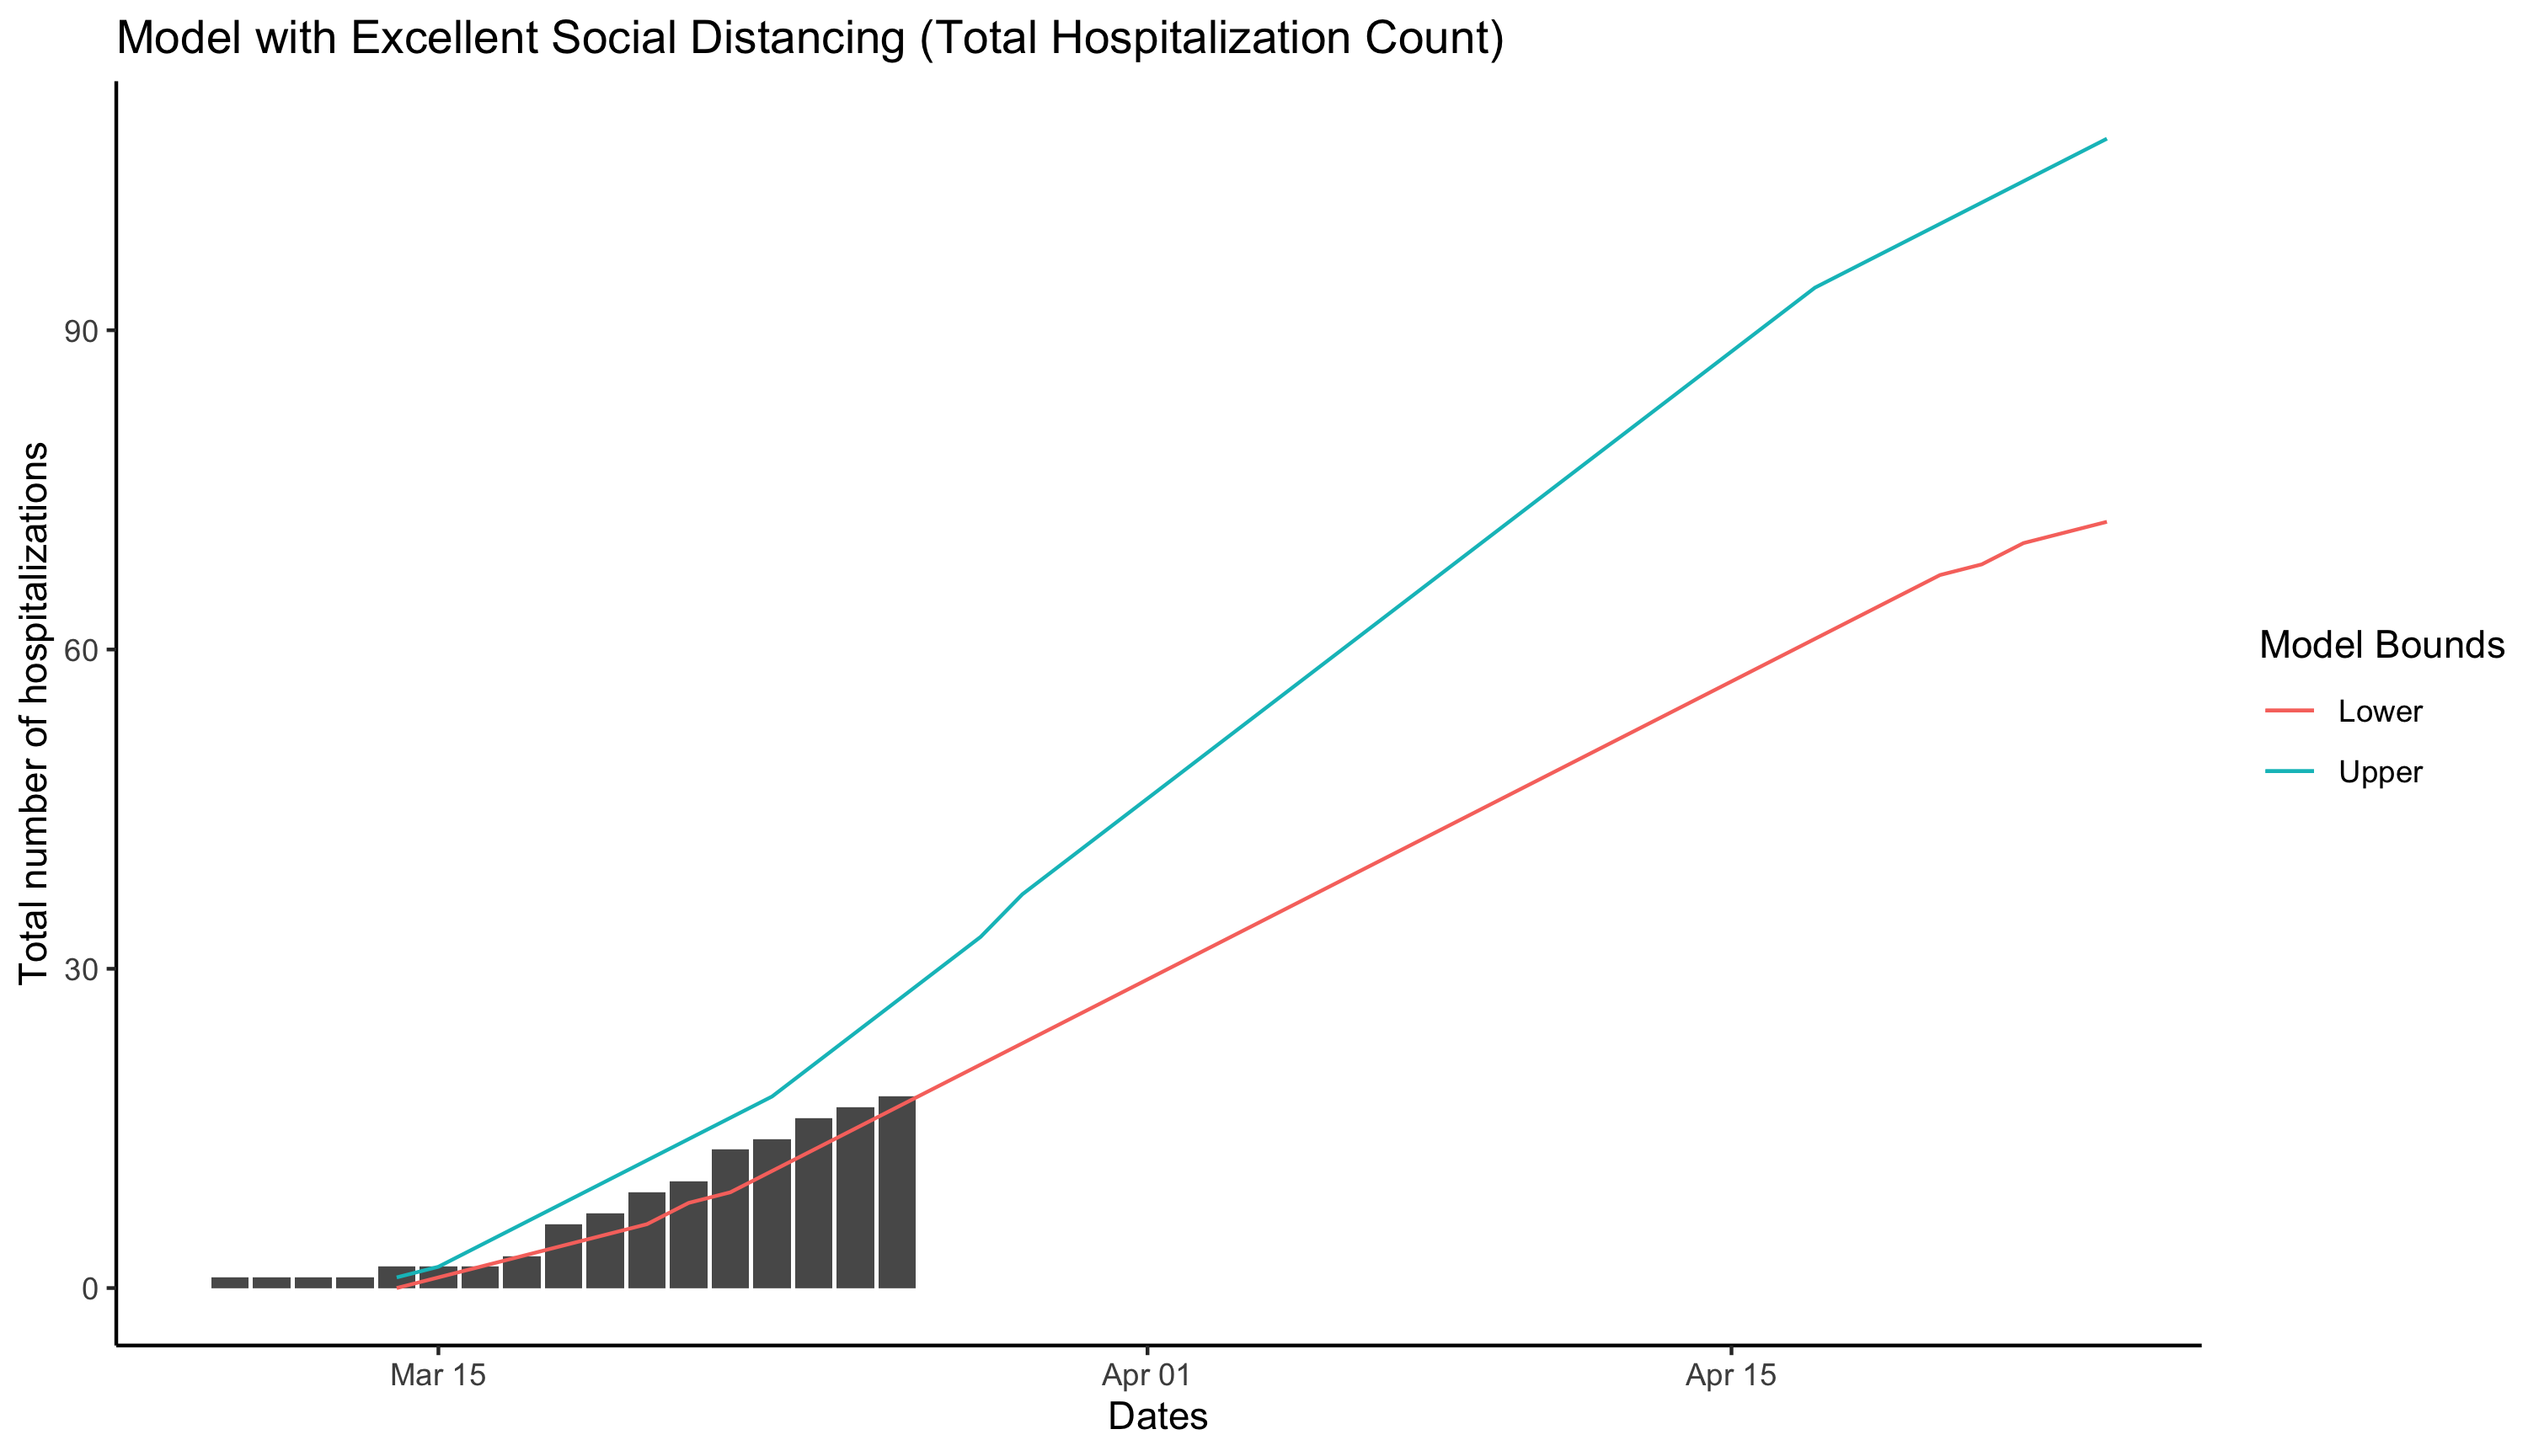 Model with Excellent Social Distancing (Total Hospitalization Count)
Total number of hospitalizations
90
60
30
0
Mar 15
Apr 01
Apr 15
Dates
Model Bounds
Lower
Upper